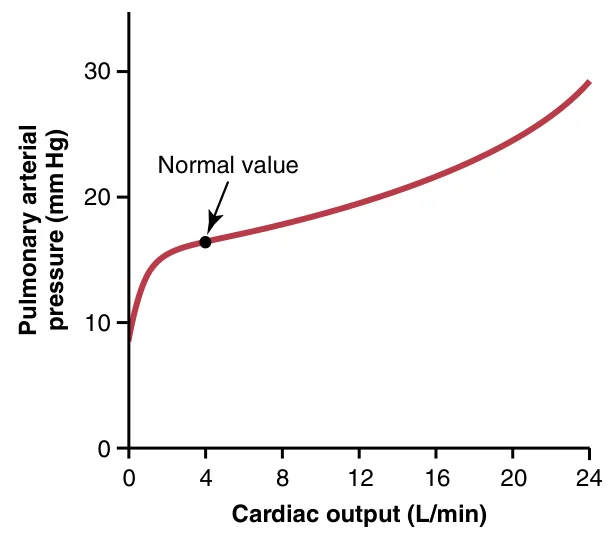 Pulmonary arterial
pressure (mm Hg)
30
20
10
0
Normal value
0 4 8 12 16 20 24
Cardiac output (L/min)